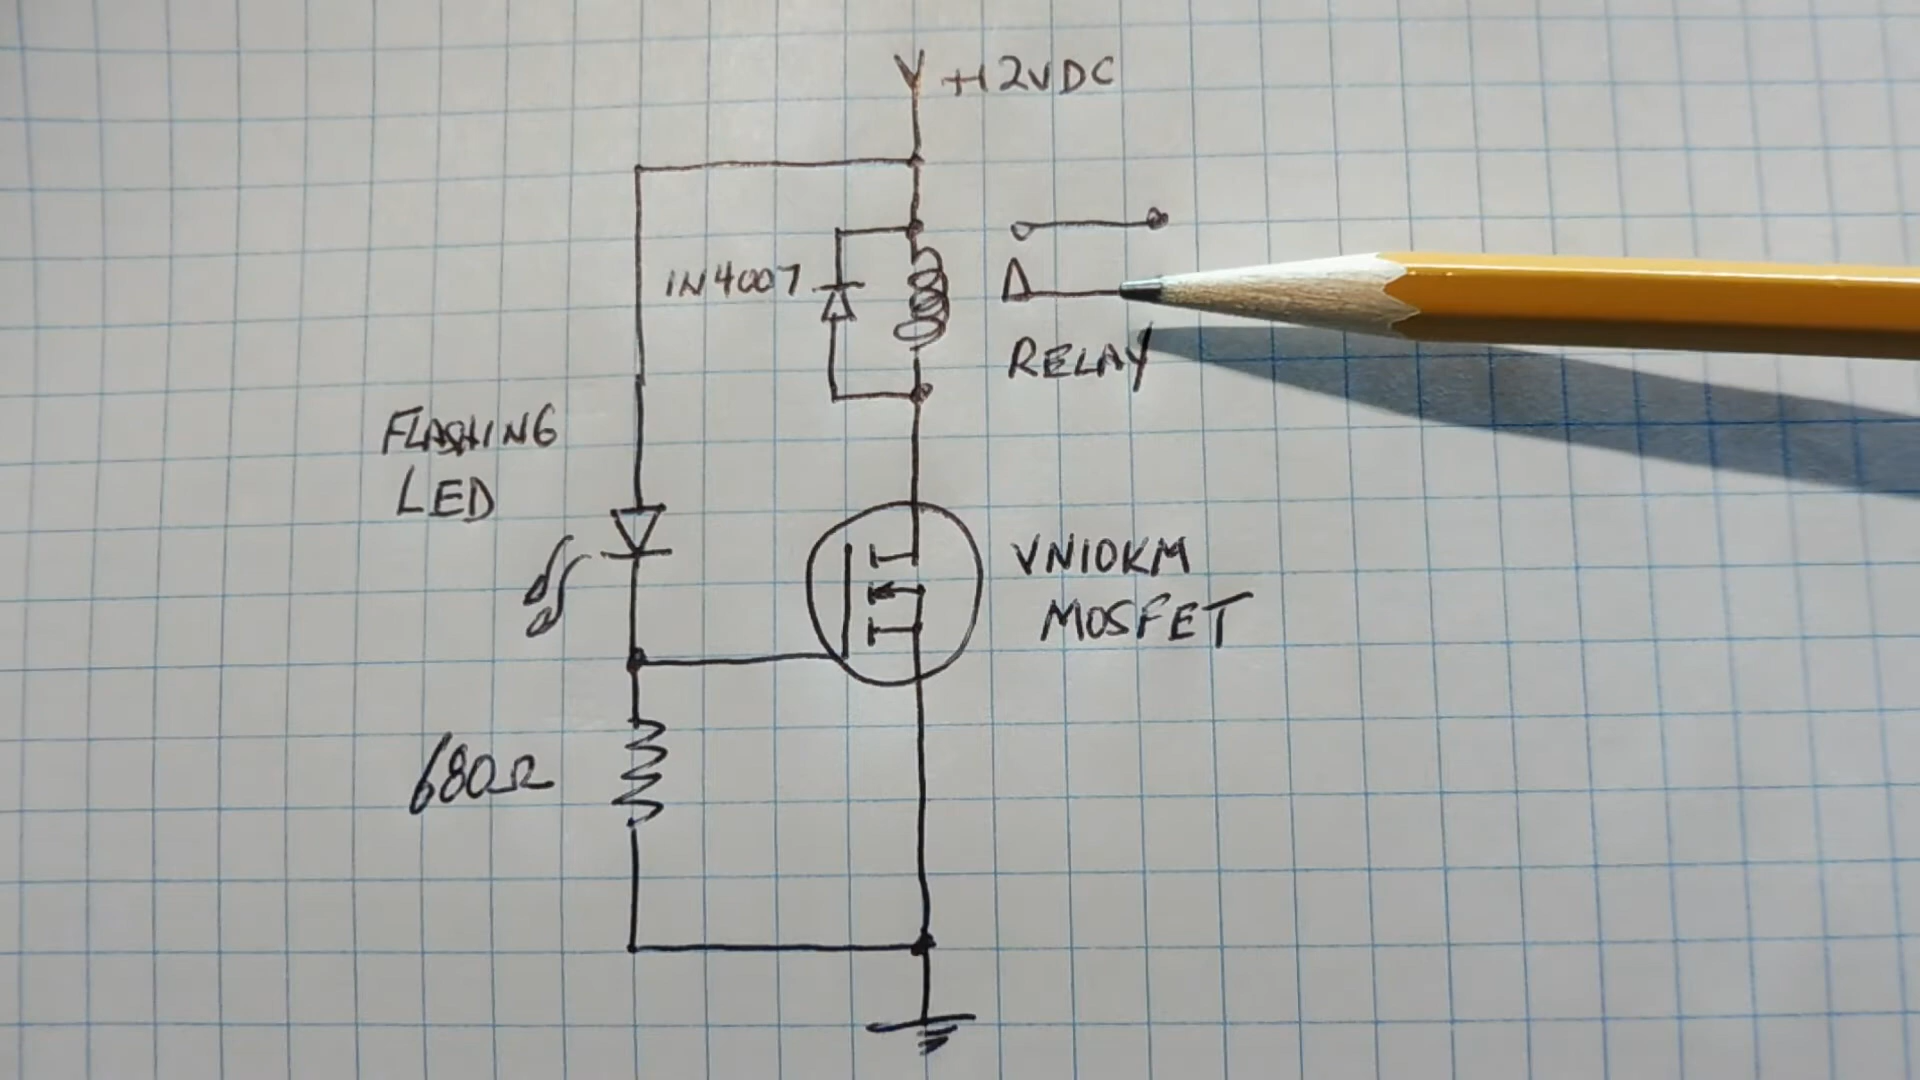 +12VDC
1N4007
RELAY
FLASHING
LED
VN10KM
MOSFET
680Ω